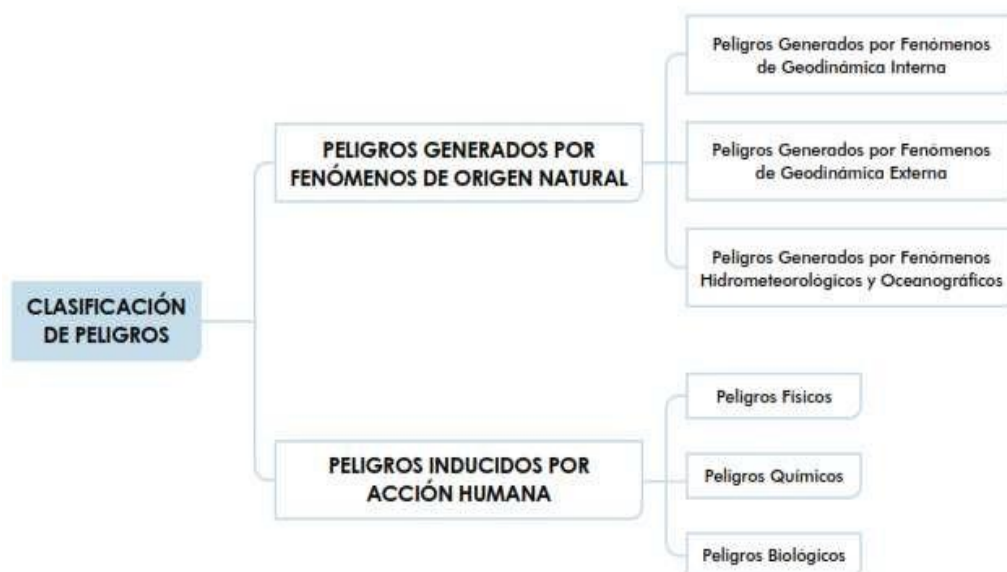 CLASIFICACIÓN
DE PELIGROS
PELIGROS GENERADOS POR
FENÓMENOS DE ORIGEN NATURAL
Peligros Generados por Fenómenos
de Geodinámica Interna
Peligros Generados por Fenómenos
de Geodinámica Externa
Peligros Generados por Fenómenos
Hidrometeorológicos y Oceanográficos
PELIGROS INDUCIDOS POR
ACCIÓN HUMANA
Peligros Físicos
Peligros Químicos
Peligros Biológicos